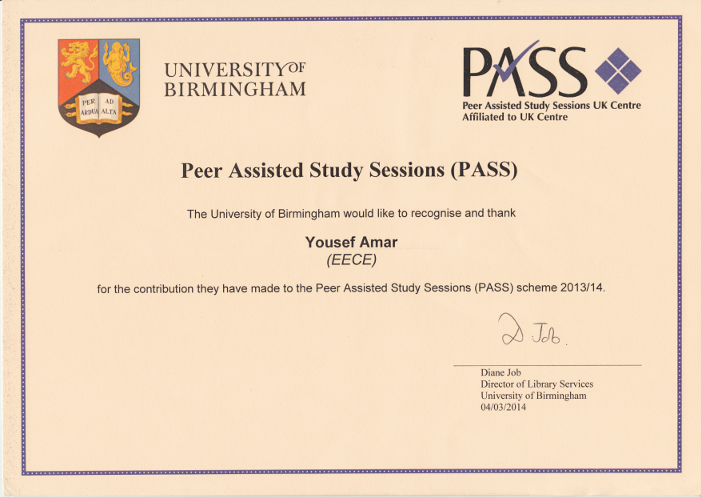 PER AD
ARDUA ALTA
UNIVERSITY OF
BIRMINGHAM
PASS
Peer Assisted Study Sessions UK Centre
Affiliated to UK Centre
Peer Assisted Study Sessions (PASS)
The University of Birmingham would like to recognise and thank
Yousef Amar
(EECE)
for the contribution they have made to the Peer Assisted Study Sessions (PASS) scheme 2013/14.
D Job.
Diane Job
Director of Library Services
University of Birmingham
04/03/2014